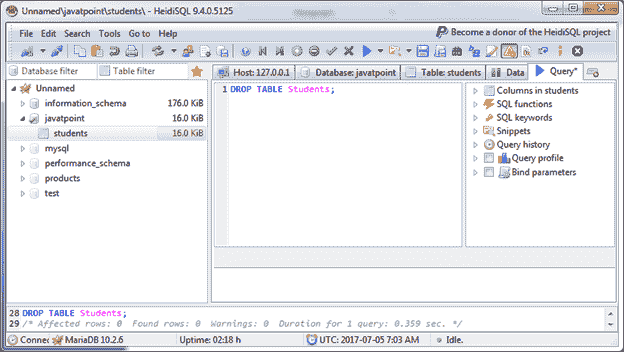 Unnamed\javatpoint\students\ - HeidiSQL 9.4.0.5125
File Edit Search Tools Go to Help
Become a donor of the HeidiSQL project
Database filter Table filter
Host: 127.0.0.1 Database: javatpoint Table: students Data Query*
Unnamed
information_schema 176.0 KiB
javatpoint 16.0 KiB
students 16.0 KiB
mysql
performance_schema
products
test
1 DROP TABLE Students;
Columns in students
SQL functions
SQL keywords
Snippets
Query history
Query profile
Bind parameters
28 DROP TABLE Students;
29 /* Affected rows: 0 Found rows: 0 Warnings: 0 Duration for 1 query: 0.359 sec. */
Connec MariaDB 10.2.6 Uptime: 02:18 h UTC: 2017-07-05 7:03 AM Idle.